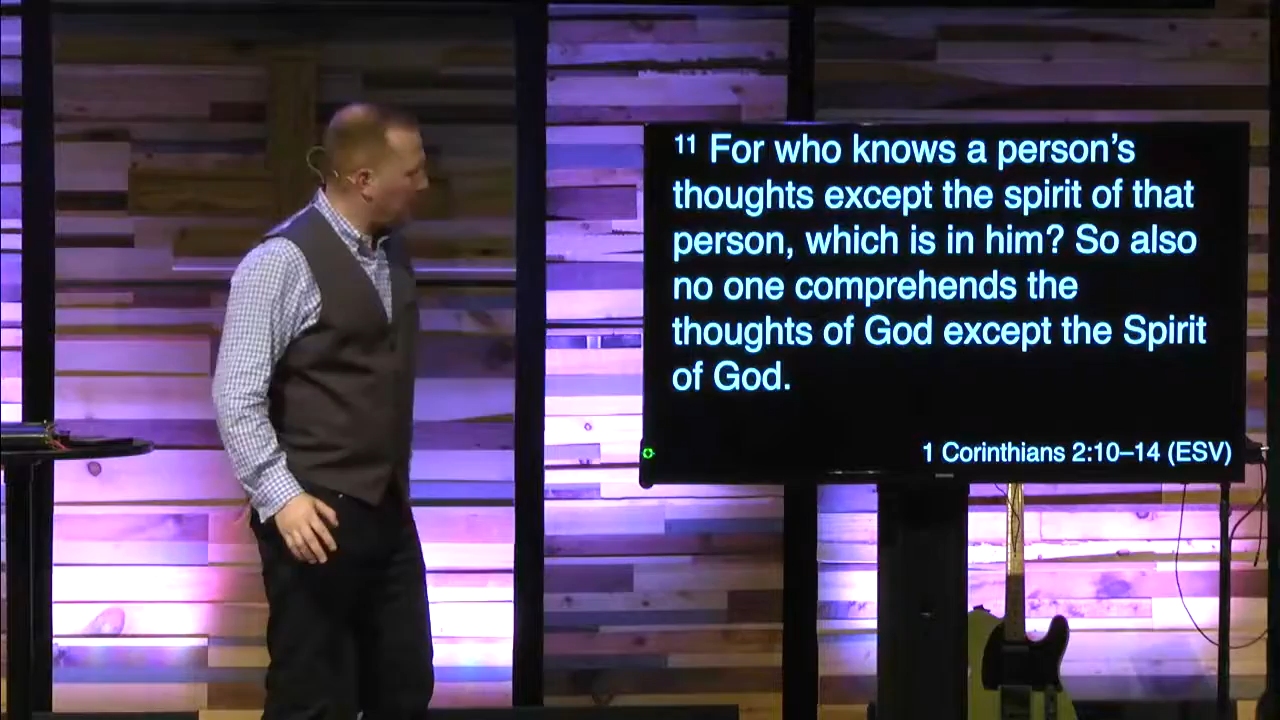 11 For who knows a person’s
thoughts except the spirit of that
person, which is in him? So also
no one comprehends the
thoughts of God except the Spirit
of God.
1 Corinthians 2:10–14 (ESV)